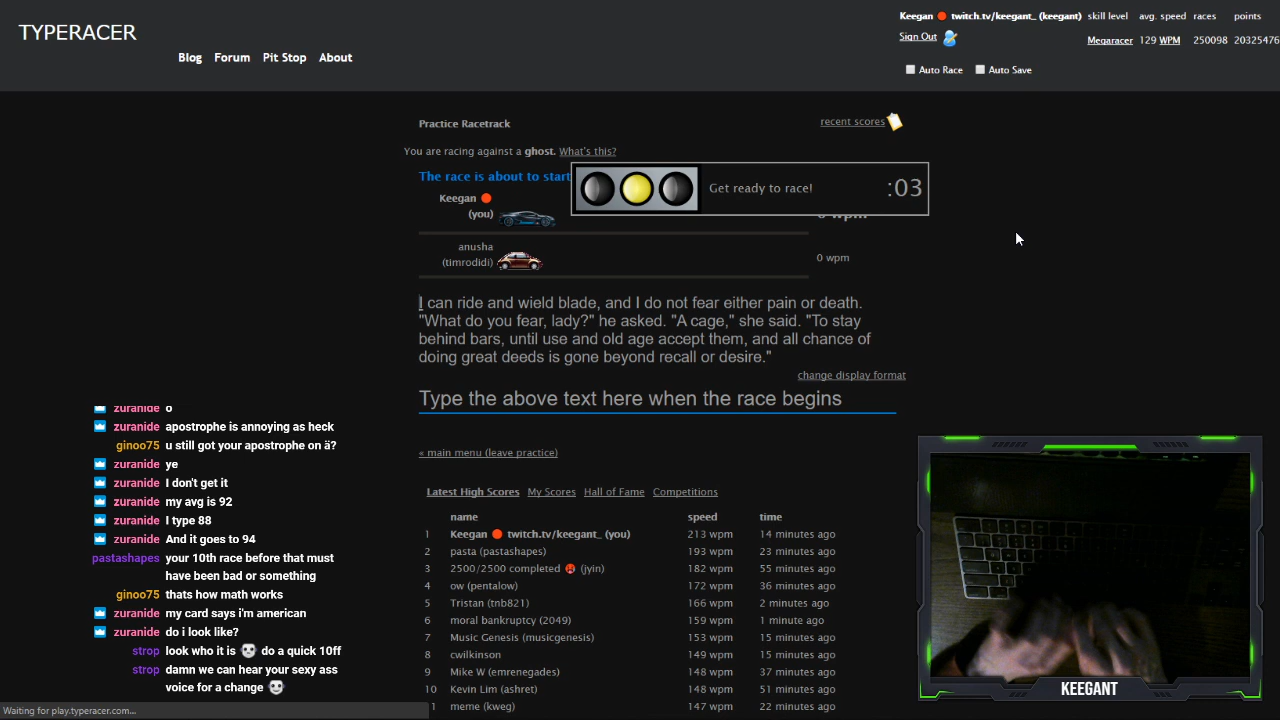 TYPERACER
Blog Forum Pit Stop About
Keegan twitch.tv/keegant_ (keegant) skill level avg. speed races points
Sign Out Megaracer 129 WPM 250098 20325476
Auto Race Auto Save
Practice Racetrack
recent scores
You are racing against a ghost. What's this?
The race is about to start
Get ready to race! :03
Keegan
(you)
anusha
(timrodidi) 0 wpm
I can ride and wield blade, and I do not fear either pain or death.
"What do you fear, lady?" he asked. "A cage," she said. "To stay
behind bars, until use and old age accept them, and all chance of
doing great deeds is gone beyond recall or desire."
change display format
Type the above text here when the race begins
« main menu (leave practice)
Latest High Scores My Scores Hall of Fame Competitions
name speed time
1 Keegan twitch.tv/keegant_ (you) 213 wpm 14 minutes ago
2 pasta (pastashapes) 193 wpm 23 minutes ago
3 2500/2500 completed (jyin) 182 wpm 55 minutes ago
4 ow (pentalow) 172 wpm 36 minutes ago
5 Tristan (tnb821) 166 wpm 2 minutes ago
6 moral bankruptcy (2049) 159 wpm 1 minute ago
7 Music Genesis (musicgenesis) 153 wpm 15 minutes ago
8 cwilkinson 149 wpm 15 minutes ago
9 Mike W (emrenegades) 148 wpm 37 minutes ago
10 Kevin Lim (ashret) 148 wpm 51 minutes ago
meme (kweg) 147 wpm 22 minutes ago
zuranide o
zuranide apostrophe is annoying as heck
ginoo75 u still got your apostrophe on ä?
zuranide ye
zuranide I don't get it
zuranide my avg is 92
zuranide I type 88
zuranide And it goes to 94
pastashapes your 10th race before that must
have been bad or something
ginoo75 thats how math works
zuranide my card says i'm american
zuranide do i look like?
strop look who it is do a quick 10ff
strop damn we can hear your sexy ass
voice for a change
Waiting for play.typeracer.com...
KEEGANT